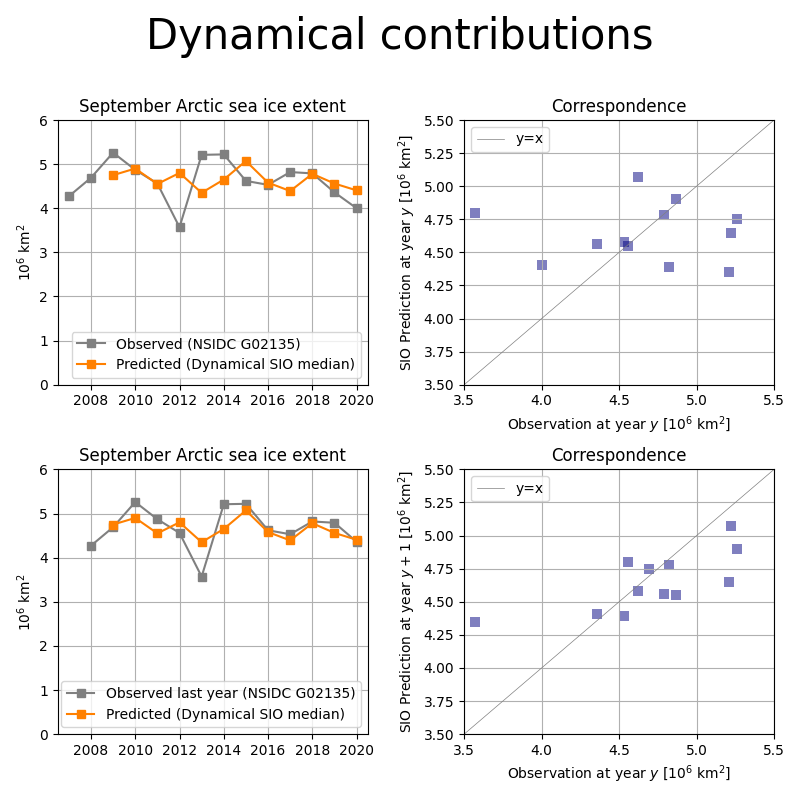 Dynamical contributions
September Arctic sea ice extent
6
5
4
3
2
1
0
10⁶ km²
Observed (NSIDC G02135)
Predicted (Dynamical SIO median)
2008 2010 2012 2014 2016 2018 2020
Correspondence
y=x
5.50
5.25
5.00
4.75
4.50
4.25
4.00
3.75
3.50
SIO Prediction at year y [10⁶ km²]
3.5 4.0 4.5 5.0 5.5
Observation at year y [10⁶ km²]
September Arctic sea ice extent
6
5
4
3
2
1
0
10⁶ km²
Observed last year (NSIDC G02135)
Predicted (Dynamical SIO median)
2008 2010 2012 2014 2016 2018 2020
Correspondence
y=x
5.50
5.25
5.00
4.75
4.50
4.25
4.00
3.75
3.50
SIO Prediction at year y + 1 [10⁶ km²]
3.5 4.0 4.5 5.0 5.5
Observation at year y [10⁶ km²]